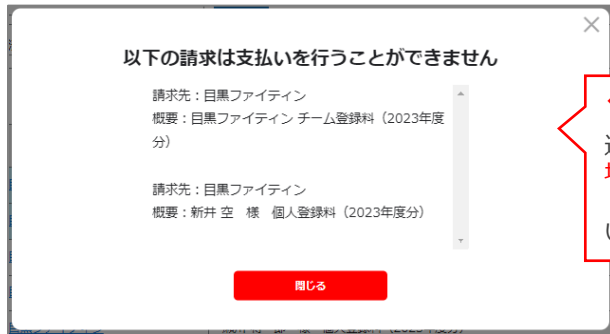 以下の請求は支払いを行うことができません
請求先：目黒ファイティン
概要：目黒ファイティン チーム登録料（2023年度
分）
請求先：目黒ファイティン
概要：新井 空　様　個人登録料（2023年度分）
閉じる